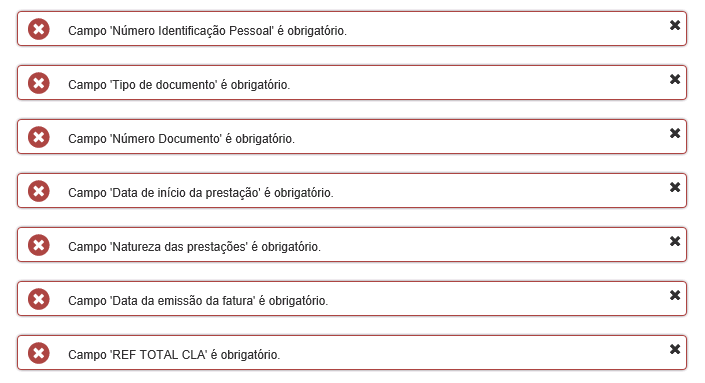 Campo 'Número Identificação Pessoal' é obrigatório.
Campo 'Tipo de documento' é obrigatório.
Campo 'Número Documento' é obrigatório.
Campo 'Data de início da prestação' é obrigatório.
Campo 'Natureza das prestações' é obrigatório.
Campo 'Data da emissão da fatura' é obrigatório.
Campo 'REF TOTAL CLA' é obrigatório.